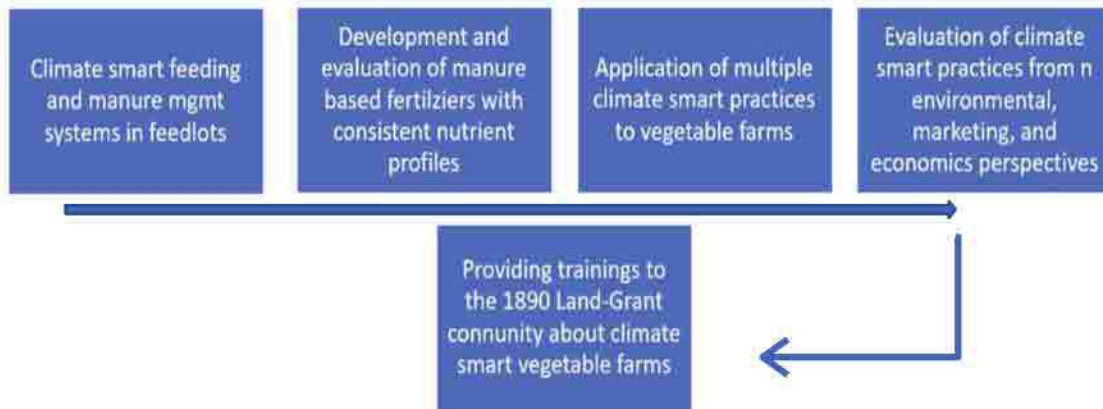 Climate smart feeding
and manure mgmt
systems in feedlots
Development and
evaluation of manure
based fertilziers with
consistent nutrient
profiles
Application of multiple
climate smart practices
to vegetable farms
Evaluation of climate
smart practices from n
environmental,
marketing, and
economics perspectives
Providing trainings to
the 1890 Land-Grant
connunity about climate
smart vegetable farms